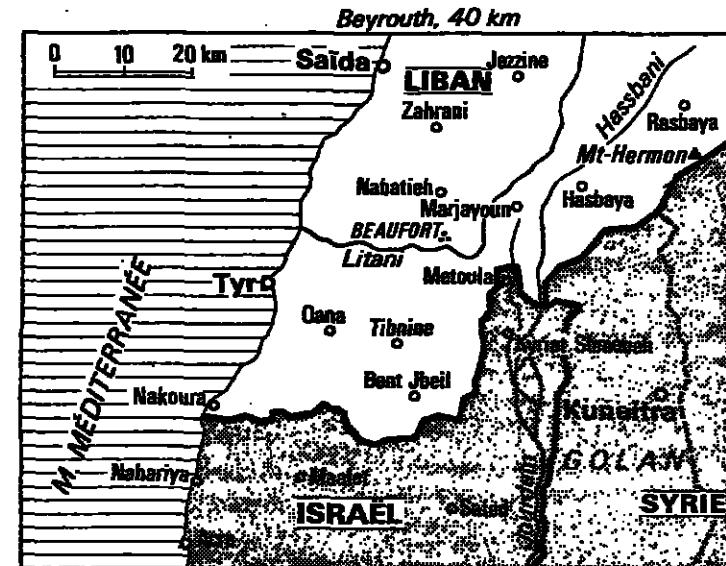 Beyrouth, 40 km
0 10 20 km
Saïda
Jezzine
LIBAN
Zahrani
Hassbani
Rasbaya
Mt-Hermon
Nabatieh
Marjayoun
Hasbaya
BEAUFORT
Litani
Metoula
Tyr
M. MÉDITERRANÉE
Qana
Tibnine
Bent Jbeil
Nakoura
Kuneitra
Nahariya
GOLAN
ISRAËL
Safed
Jourdain
SYRIE